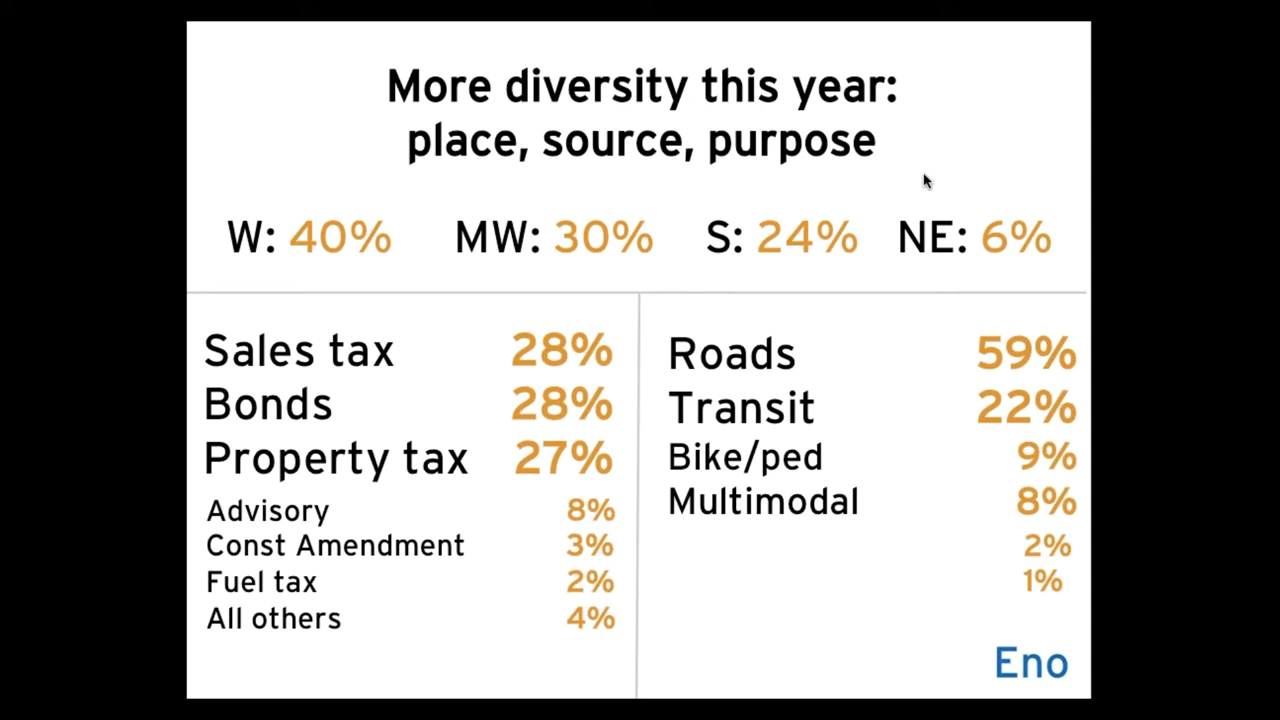 More diversity this year:
place, source, purpose
W: 40% MW: 30% S: 24% NE: 6%
Sales tax 28%
Bonds 28%
Property tax 27%
Advisory 8%
Const Amendment 3%
Fuel tax 2%
All others 4%
Roads 59%
Transit 22%
Bike/ped 9%
Multimodal 8%
2%
1%
Eno